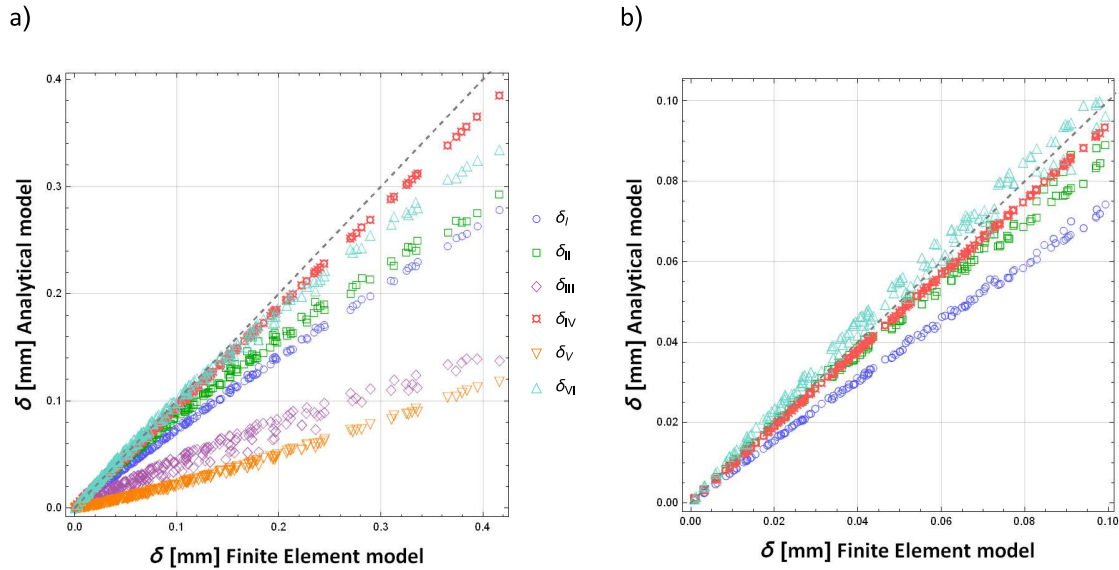 a)
b)
δ [mm] Analytical model
0.4
0.3
0.2
0.1
0.0
0.0 0.1 0.2 0.3 0.4
δ [mm] Finite Element model
δI
δII
δIII
δIV
δV
δVI
δ [mm] Analytical model
0.10
0.08
0.06
0.04
0.02
0.00
0.00 0.02 0.04 0.06 0.08 0.10
δ [mm] Finite Element model